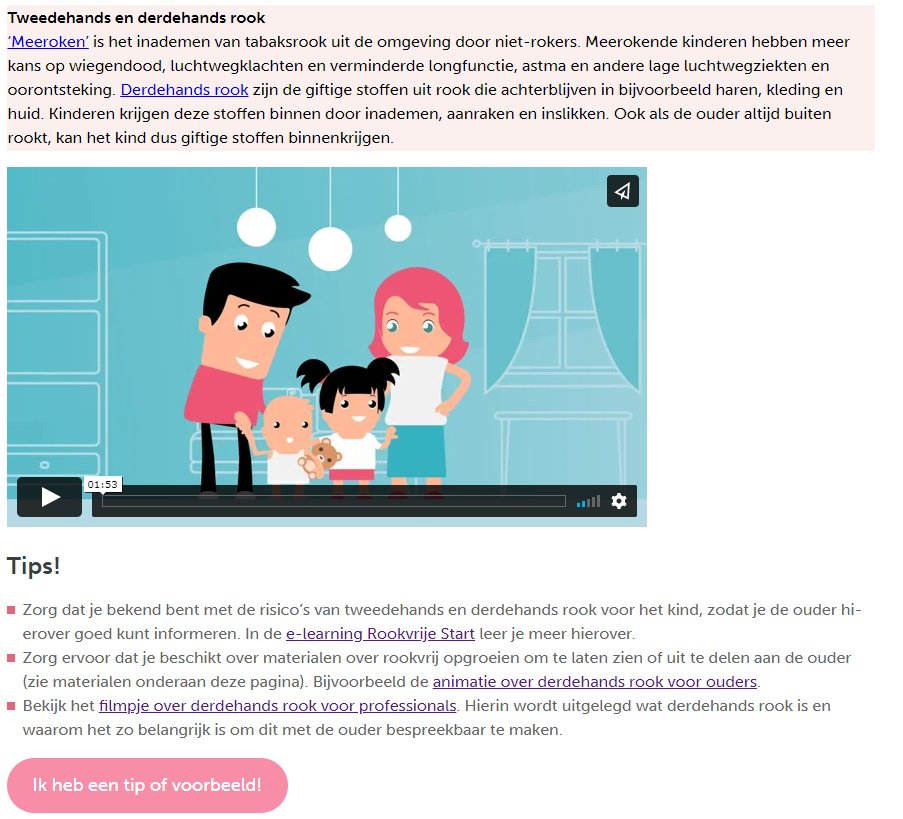 Tweedehands en derdehands rook
‘Meeroken’ is het inademen van tabaksrook uit de omgeving door niet-rokers. Meerokende kinderen hebben meer
kans op wiegendood, luchtwegklachten en verminderde longfunctie, astma en andere lage luchtwegziekten en
oorontsteking. Derdehands rook zijn de giftige stoffen uit rook die achterblijven in bijvoorbeeld haren, kleding en
huid. Kinderen krijgen deze stoffen binnen door inademen, aanraken en inslikken. Ook als de ouder altijd buiten
rookt, kan het kind dus giftige stoffen binnenkrijgen.
01:53
Tips!
Zorg dat je bekend bent met de risico’s van tweedehands en derdehands rook voor het kind, zodat je de ouder hi-
erover goed kunt informeren. In de e-learning Rookvrije Start leer je meer hierover.
Zorg ervoor dat je beschikt over materialen over rookvrij opgroeien om te laten zien of uit te delen aan de ouder
(zie materialen onderaan deze pagina). Bijvoorbeeld de animatie over derdehands rook voor ouders.
Bekijk het filmpje over derdehands rook voor professionals. Hierin wordt uitgelegd wat derdehands rook is en
waarom het zo belangrijk is om dit met de ouder bespreekbaar te maken.
Ik heb een tip of voorbeeld!